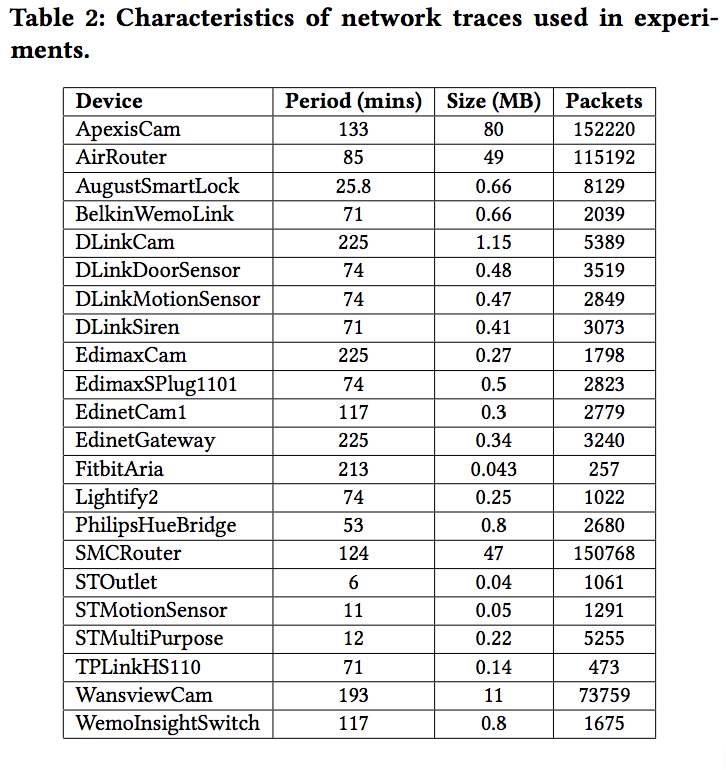 Table 2: Characteristics of network traces used in experi-
ments.
Device Period (mins) Size (MB) Packets
ApexisCam 133 80 152220
AirRouter 85 49 115192
AugustSmartLock 25.8 0.66 8129
BelkinWemoLink 71 0.66 2039
DLinkCam 225 1.15 5389
DLinkDoorSensor 74 0.48 3519
DLinkMotionSensor 74 0.47 2849
DLinkSiren 71 0.41 3073
EdimaxCam 225 0.27 1798
EdimaxSPlug1101 74 0.5 2823
EdinetCam1 117 0.3 2779
EdinetGateway 225 0.34 3240
FitbitAria 213 0.043 257
Lightify2 74 0.25 1022
PhilipsHueBridge 53 0.8 2680
SMCRouter 124 47 150768
STOutlet 6 0.04 1061
STMotionSensor 11 0.05 1291
STMultiPurpose 12 0.22 5255
TPLinkHS110 71 0.14 473
WansviewCam 193 11 73759
WemoInsightSwitch 117 0.8 1675